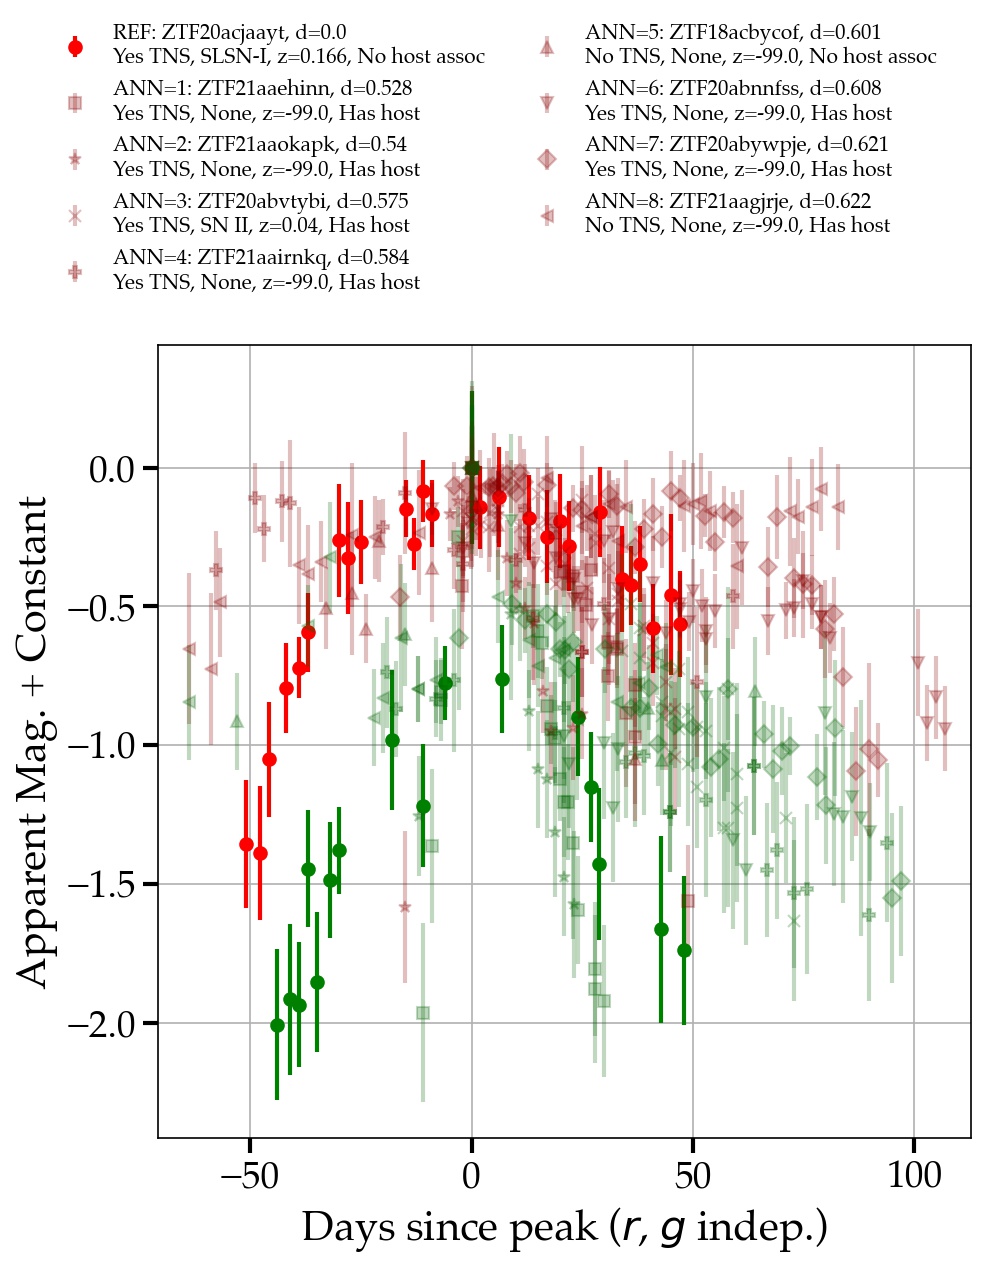 REF: ZTF20acjaayt, d=0.0
Yes TNS, SLSN-I, z=0.166, No host assoc
ANN=1: ZTF21aaehinn, d=0.528
Yes TNS, None, z=-99.0, Has host
ANN=2: ZTF21aaokapk, d=0.54
Yes TNS, None, z=-99.0, Has host
ANN=3: ZTF20abvtybi, d=0.575
Yes TNS, SN II, z=0.04, Has host
ANN=4: ZTF21aairnkq, d=0.584
Yes TNS, None, z=-99.0, Has host
ANN=5: ZTF18acbycof, d=0.601
No TNS, None, z=-99.0, No host assoc
ANN=6: ZTF20abnnfss, d=0.608
Yes TNS, None, z=-99.0, Has host
ANN=7: ZTF20abywpje, d=0.621
Yes TNS, None, z=-99.0, Has host
ANN=8: ZTF21aagjrje, d=0.622
No TNS, None, z=-99.0, Has host
Apparent Mag. + Constant
0.0
−0.5
−1.0
−1.5
−2.0
−50 0 50 100
Days since peak (r, g indep.)